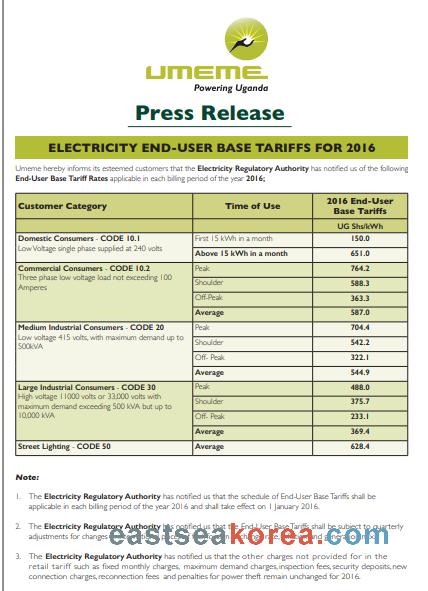 UMEME
Powering Uganda
Press Release
ELECTRICITY END-USER BASE TARIFFS FOR 2016
Umeme hereby informs its esteemed customers that the Electricity Regulatory Authority has notified us of the following
End-User Base Tariff Rates applicable in each billing period of the year 2016;
Customer Category Time of Use 2016 End-User Base Tariffs
UG Shs/kWh
Domestic Consumers - CODE 10.1 First 15 kWh in a month 150.0
Low Voltage single phase supplied at 240 volts Above 15 kWh in a month 651.0
Commercial Consumers - CODE 10.2 Peak 764.2
Three phase low voltage load not exceeding 100 Shoulder 588.3
Amperes Off-Peak 363.3
Average 587.0
Medium Industrial Consumers - CODE 20 Peak 704.4
Low voltage 415 volts, with maximum demand up to Shoulder 542.2
500kVA Off- Peak 322.1
Average 544.9
Large Industrial Consumers - CODE 30 Peak 488.0
High voltage 11000 volts or 33,000 volts with Shoulder 375.7
maximum demand exceeding 500 kVA but up to Off- Peak 233.1
10,000 kVA Average 369.4
Street Lighting - CODE 50 Average 628.4
Note:
1. The Electricity Regulatory Authority has notified us that the schedule of End-User Base Tariffs shall be
applicable in each billing period of the year 2016 and shall take effect on 1 January 2016.
2. The Electricity Regulatory Authority has notified us that the End-User Base Tariffs shall be subject to quarterly
adjustments for charges
eastseakorea.com
3. The Electricity Regulatory Authority has notified us that the other charges not provided for in the
retail tariff such as fixed monthly charges, maximum demand charges, inspection fees, security deposits, new
connection charges, reconnection fees and penalties for power theft remain unchanged for 2016.